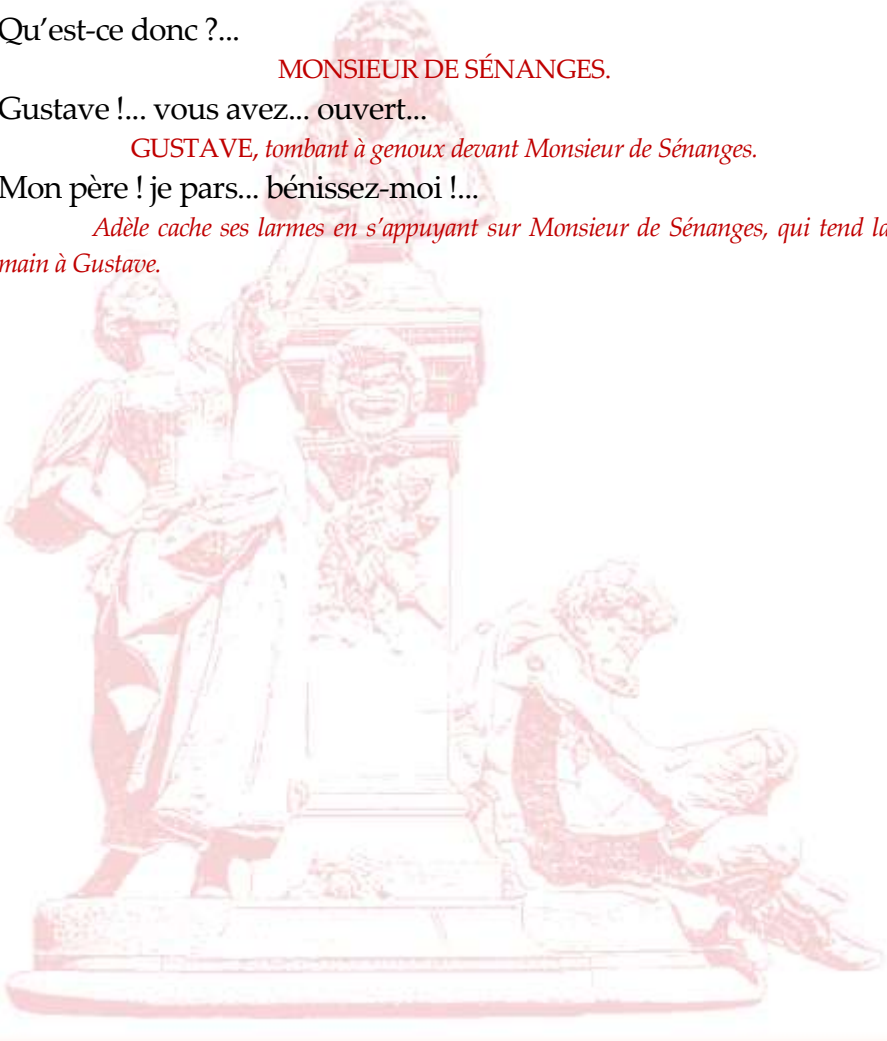 Qu’est-ce donc ?...
MONSIEUR DE SÉNANGES.
Gustave !... vous avez... ouvert...
GUSTAVE, tombant à genoux devant Monsieur de Sénanges.
Mon père ! je pars... bénissez-moi !...
Adèle cache ses larmes en s’appuyant sur Monsieur de Sénanges, qui tend la
main à Gustave.